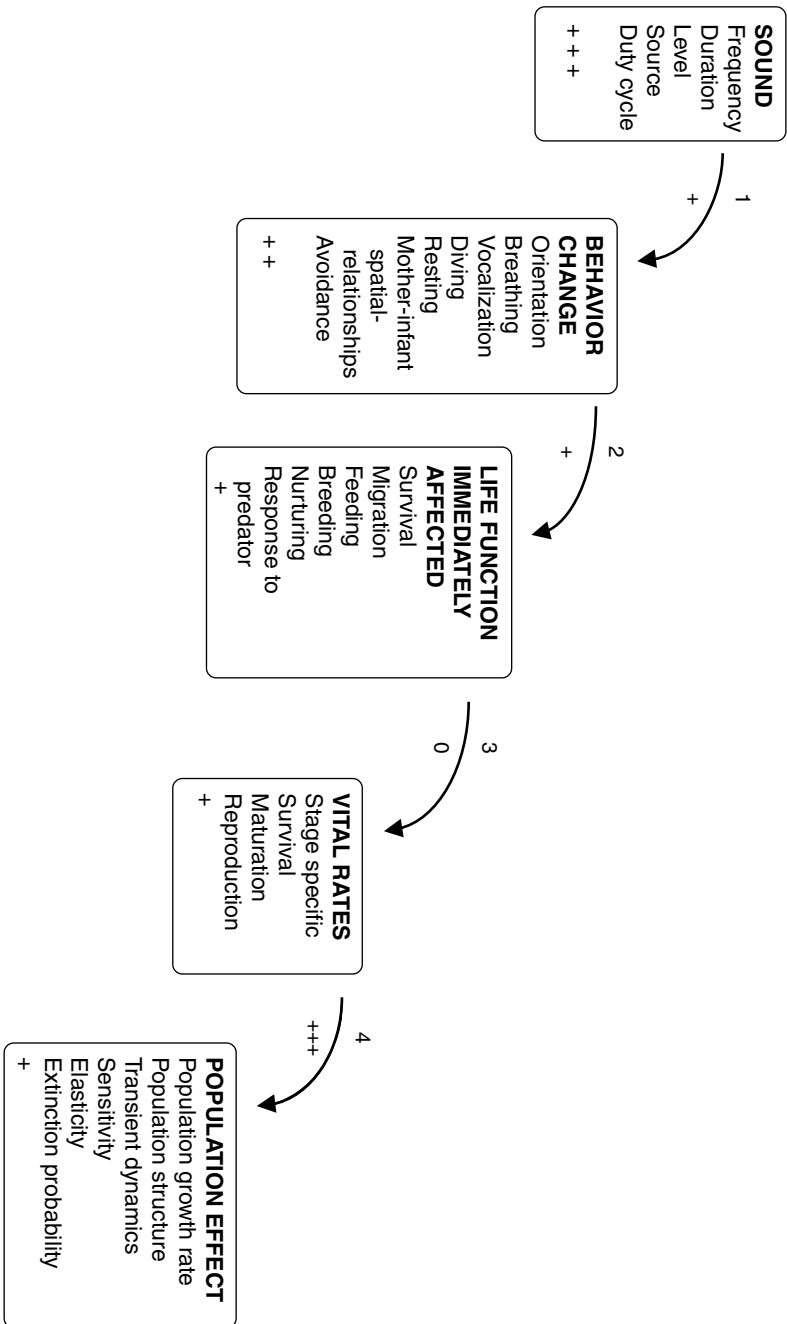 SOUND
Frequency
Duration
Level
Source
Duty cycle
+ + +
1
+
BEHAVIOR
CHANGE
Orientation
Breathing
Vocalization
Diving
Resting
Mother-infant
spatial-
relationships
Avoidance
+ +
2
+
LIFE FUNCTION
IMMEDIATELY
AFFECTED
Survival
Migration
Feeding
Breeding
Nurturing
Response to
predator
+
3
0
VITAL RATES
Stage specific
Survival
Maturation
Reproduction
+
4
+++
POPULATION EFFECT
Population growth rate
Population structure
Transient dynamics
Sensitivity
Elasticity
Extinction probability
+